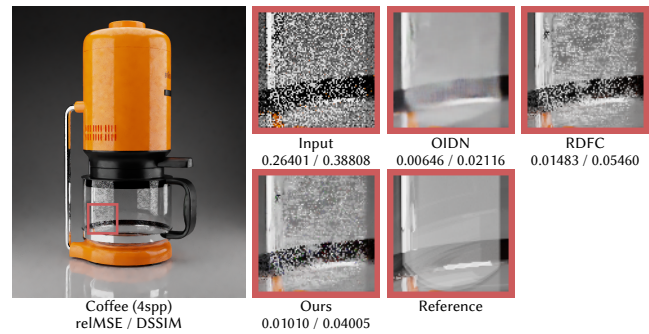 Input
0.26401 / 0.38808
OIDN
0.00646 / 0.02116
RDFC
0.01483 / 0.05460
Coffee (4spp)
relMSE / DSSIM
Ours
0.01010 / 0.04005
Reference